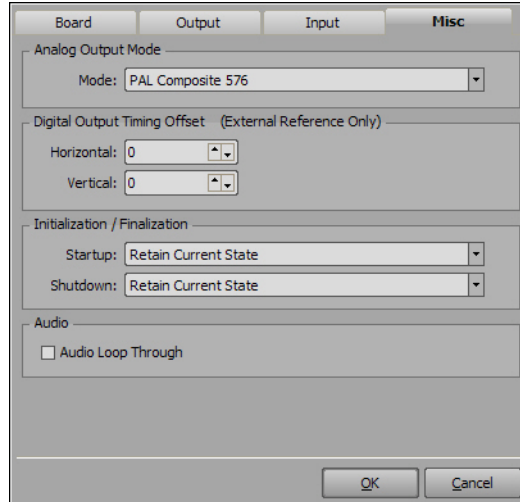 Board Output Input Misc
Analog Output Mode
Mode: PAL Composite 576
Digital Output Timing Offset (External Reference Only)
Horizontal: 0
Vertical: 0
Initialization / Finalization
Startup: Retain Current State
Shutdown: Retain Current State
Audio
Audio Loop Through
OK Cancel